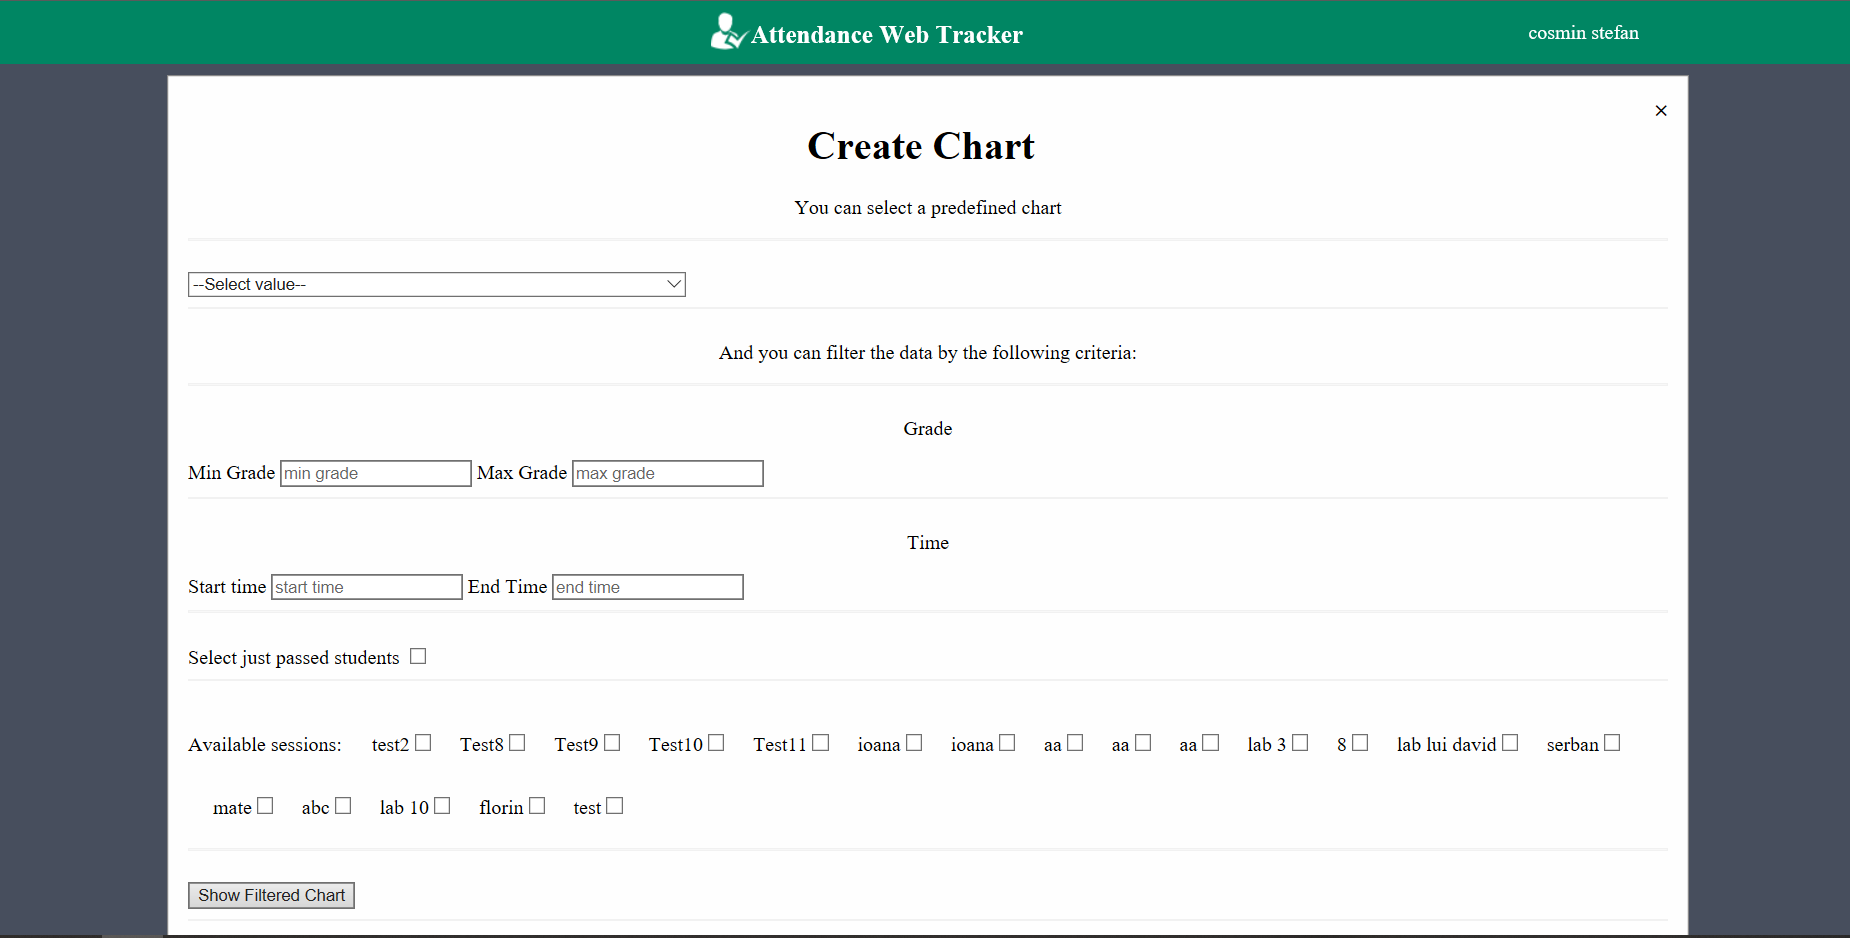 Attendance Web Tracker
cosmin stefan
×
Create Chart
You can select a predefined chart
--Select value--
And you can filter the data by the following criteria:
Grade
Min Grade min grade Max Grade max grade
Time
Start time start time End Time end time
Select just passed students
Available sessions: test2 Test8 Test9 Test10 Test11 ioana ioana aa aa aa lab 3 8 lab lui david serban
mate abc lab 10 florin test
Show Filtered Chart